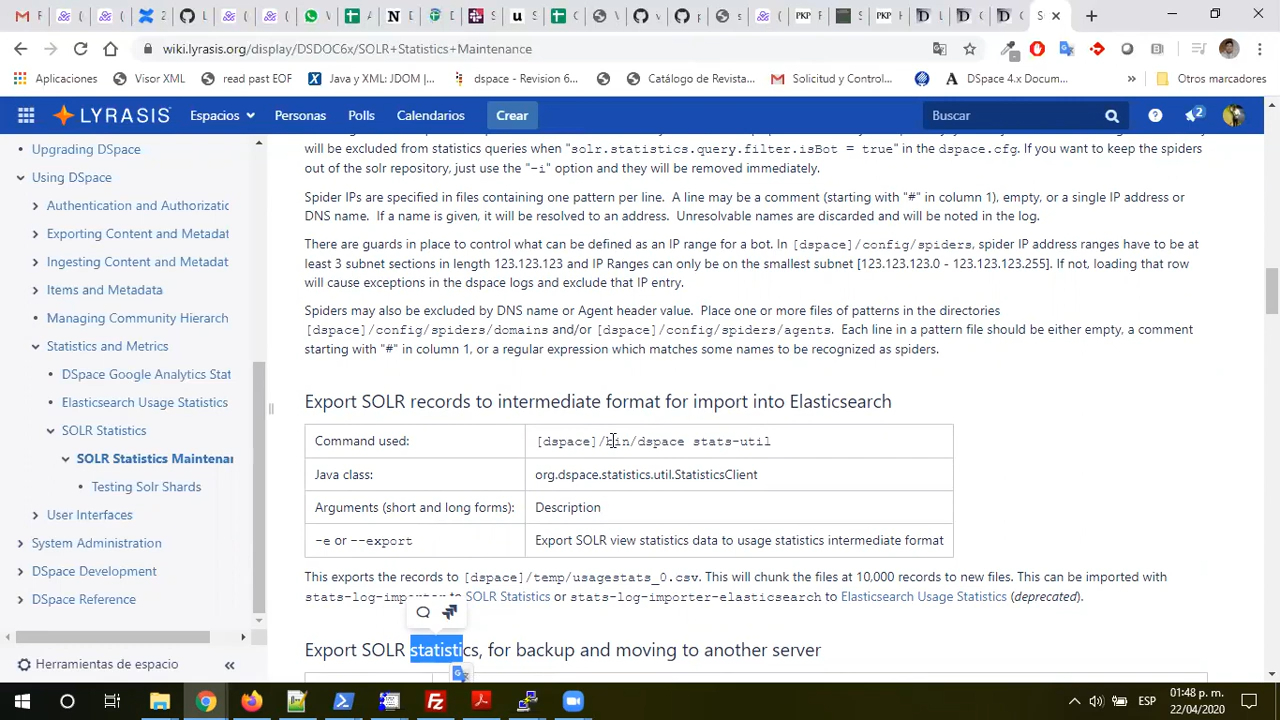 wiki.lyrasis.org/display/DSDOC6x/SOLR+Statistics+Maintenance
Aplicaciones
Visor XML
read past EOF
Java y XML: JDOM |...
dspace - Revision 6...
Catálogo de Revista...
Solicitud y Control...
DSpace 4.x Docum...
»
Otros marcadores
LYRASIS
Espacios
Personas
Polls
Calendarios
Crear
Buscar
2
Upgrading DSpace
Using DSpace
Authentication and Authorizatic
Exporting Content and Metadat
Ingesting Content and Metadat
Items and Metadata
Managing Community Hierarch
Statistics and Metrics
DSpace Google Analytics Stat
Elasticsearch Usage Statistics
SOLR Statistics
SOLR Statistics Maintenar
Testing Solr Shards
User Interfaces
System Administration
DSpace Development
DSpace Reference
Herramientas de espacio
«
will be excluded from statistics queries when "solr.statistics.query.filter.isBot = true" in the dspace.cfg. If you want to keep the spiders
out of the solr repository, just use the "-i" option and they will be removed immediately.
Spider IPs are specified in files containing one pattern per line. A line may be a comment (starting with "#" in column 1), empty, or a single IP address or
DNS name. If a name is given, it will be resolved to an address. Unresolvable names are discarded and will be noted in the log.
There are guards in place to control what can be defined as an IP range for a bot. In [dspace]/config/spiders, spider IP address ranges have to be at
least 3 subnet sections in length 123.123.123 and IP Ranges can only be on the smallest subnet [123.123.123.0 - 123.123.123.255]. If not, loading that row
will cause exceptions in the dspace logs and exclude that IP entry.
Spiders may also be excluded by DNS name or Agent header value. Place one or more files of patterns in the directories
[dspace]/config/spiders/domains and/or [dspace]/config/spiders/agents. Each line in a pattern file should be either empty, a comment
starting with "#" in column 1, or a regular expression which matches some names to be recognized as spiders.
Export SOLR records to intermediate format for import into Elasticsearch
Command used: [dspace]/bin/dspace stats-util
Java class: org.dspace.statistics.util.StatisticsClient
Arguments (short and long forms): Description
-e or --export Export SOLR view statistics data to usage statistics intermediate format
This exports the records to [dspace]/temp/usagestats_0.csv. This will chunk the files at 10,000 records to new files. This can be imported with
stats-log-importer to SOLR Statistics or stats-log-importer-elasticsearch to Elasticsearch Usage Statistics (deprecated).
Export SOLR statistics, for backup and moving to another server
ESP
01:48 p. m.
22/04/2020